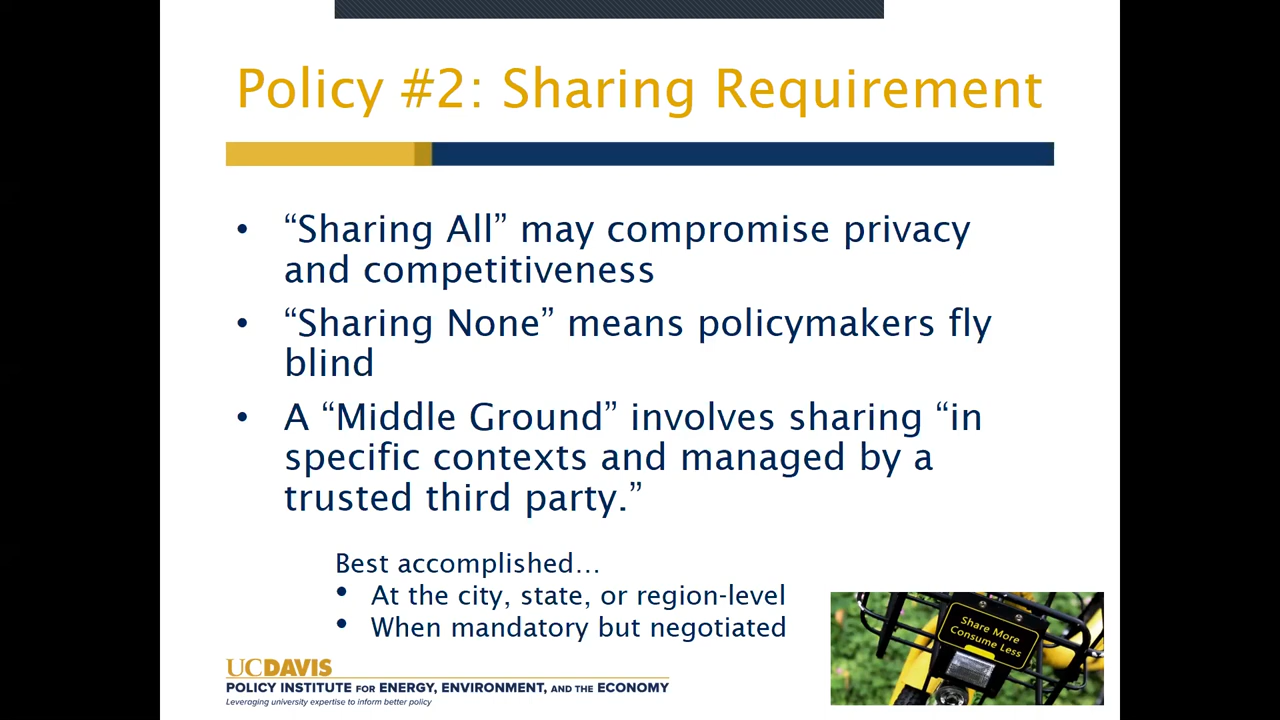 Policy #2: Sharing Requirement
• “Sharing All” may compromise privacy
and competitiveness
• “Sharing None” means policymakers fly
blind
• A “Middle Ground” involves sharing “in
specific contexts and managed by a
trusted third party.”
Best accomplished…
• At the city, state, or region-level
• When mandatory but negotiated
Share More
Consume Less
UCDAVIS
POLICY INSTITUTE FOR ENERGY, ENVIRONMENT, AND THE ECONOMY
Leveraging university expertise to inform better policy